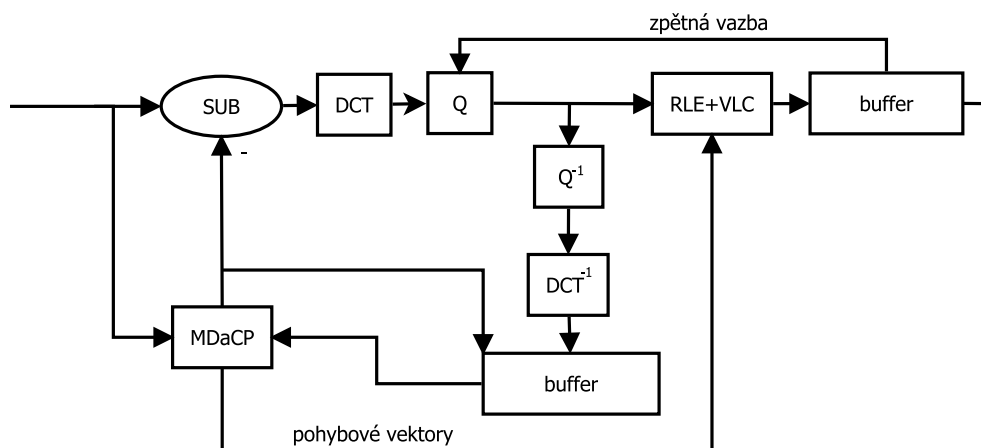 zpětná vazba
SUB
DCT
Q
RLE+VLC
buffer
-
Q-1
DCT-1
MDaCP
buffer
pohybové vektory